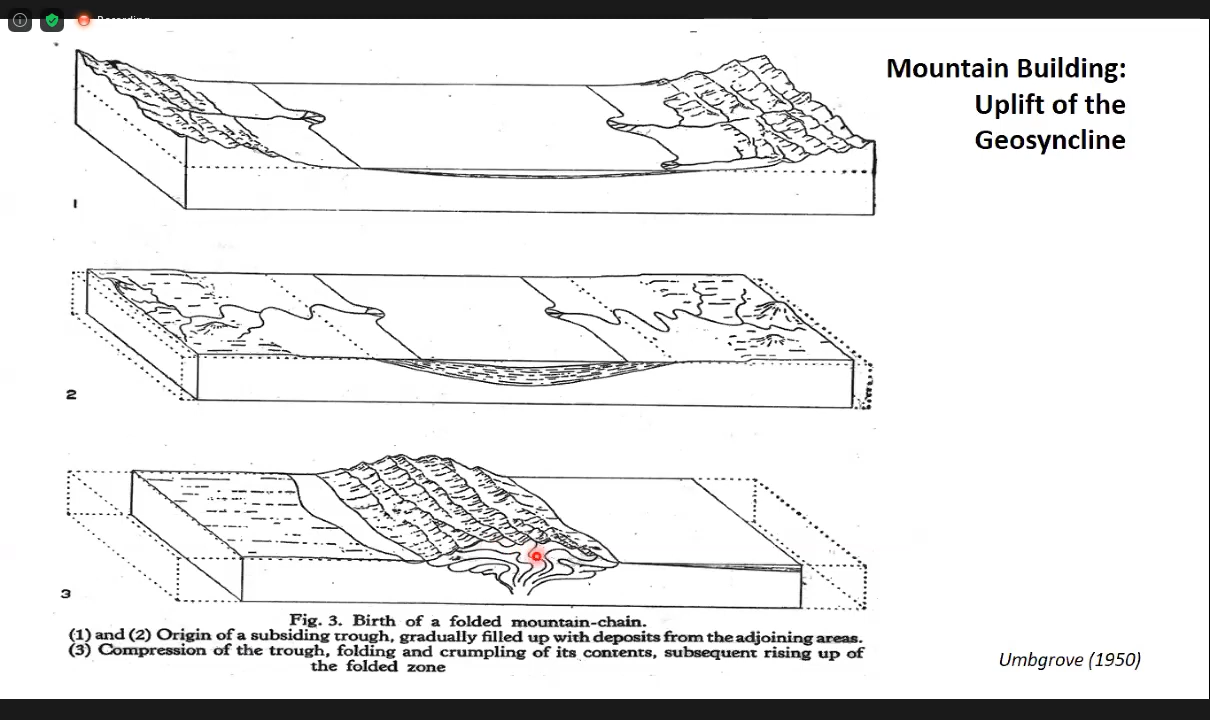 Recording
Mountain Building:
Uplift of the
Geosyncline
1
2
3
Fig. 3. Birth of a folded mountain-chain.
(1) and (2) Origin of a subsiding trough, gradually filled up with deposits from the adjoining areas.
(3) Compression of the trough, folding and crumpling of its contents, subsequent rising up of
the folded zone
Umbgrove (1950)